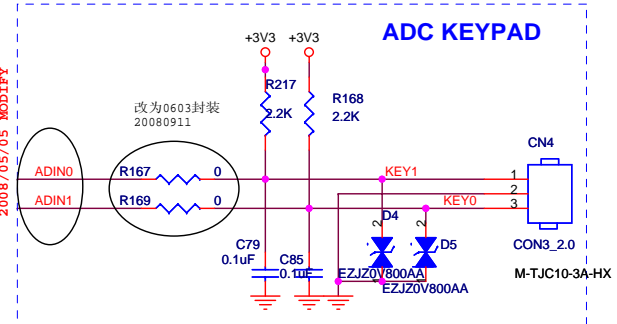 ADC KEYPAD
+3V3 +3V3
2008/05/05 MODIFY
R217
2.2K
R168
2.2K
改为0603封装
20080911
CN4
ADIN0
R167 0
KEY1
1
2
ADIN1
R169 0
KEY0
3
2
D4
2
D5
CON3_2.0
C79
0.1uF
C85
0.1uF
EZJZ0V800AA
EZJZ0V800AA
M-TJC10-3A-HX